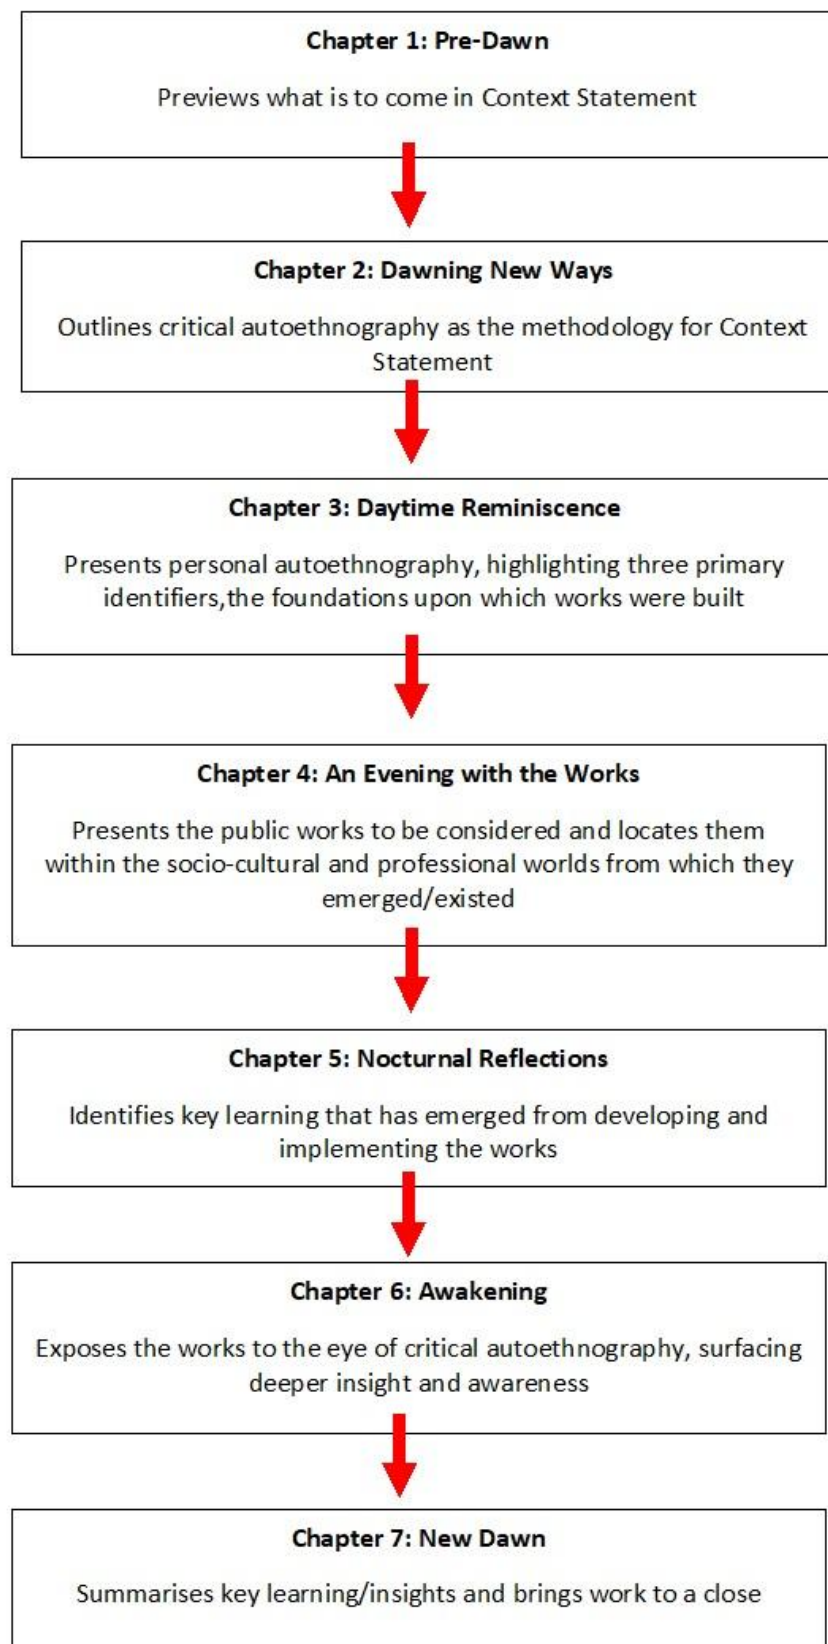 Chapter 1: Pre-Dawn
Previews what is to come in Context Statement
Chapter 2: Dawning New Ways
Outlines critical autoethnography as the methodology for Context
Statement
Chapter 3: Daytime Reminiscence
Presents personal autoethnography, highlighting three primary
identifiers,the foundations upon which works were built
Chapter 4: An Evening with the Works
Presents the public works to be considered and locates them
within the socio-cultural and professional worlds from which they
emerged/existed
Chapter 5: Nocturnal Reflections
Identifies key learning that has emerged from developing and
implementing the works
Chapter 6: Awakening
Exposes the works to the eye of critical autoethnography, surfacing
deeper insight and awareness
Chapter 7: New Dawn
Summarises key learning/insights and brings work to a close